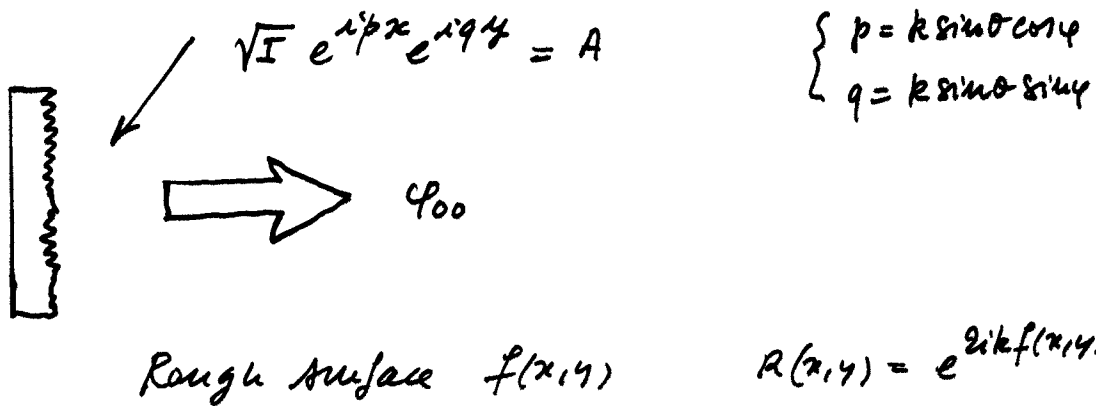 √I e^{ipx} e^{iqy} = A
{ p = k sinθ cosφ
q = k sinθ sinφ
φ₀₀
Rough surface f(x,y)
R(x,y) = e^{2ikf(x,y)